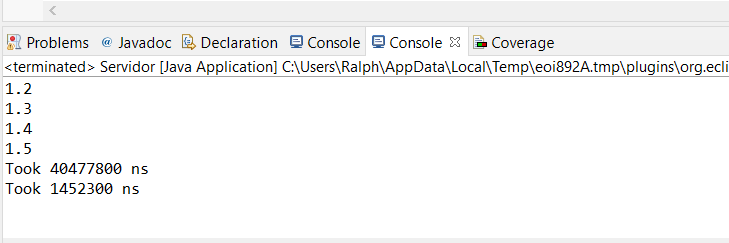 Problems @ Javadoc Declaration Console Console Coverage
<terminated> Servidor [Java Application] C:\Users\Ralph\AppData\Local\Temp\eoi892A.tmp\plugins\org.ecli
1.2
1.3
1.4
1.5
Took 40477800 ns
Took 1452300 ns